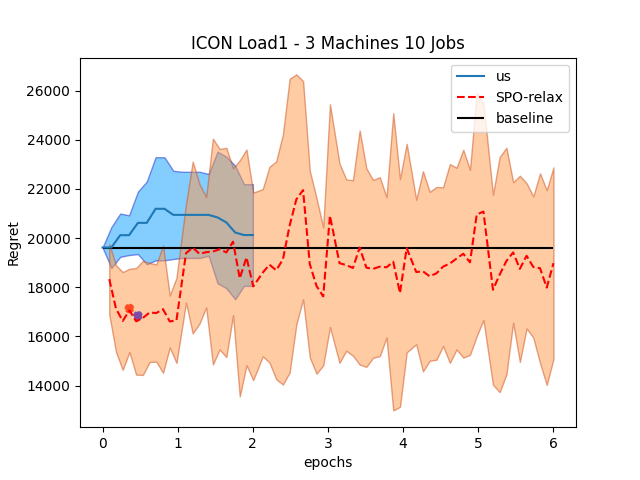 ICON Load1 - 3 Machines 10 Jobs
us
SPO-relax
baseline
Regret
26000
24000
22000
20000
18000
16000
14000
0 1 2 3 4 5 6
epochs